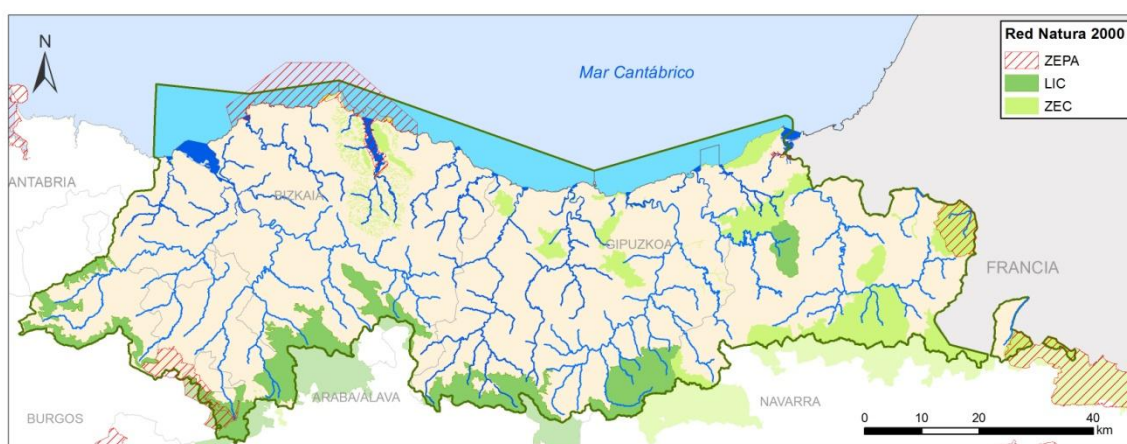 Red Natura 2000
ZEPA
LIC
ZEC
N
Mar Cantábrico
ANTABRIA
BIZKAIA
GIPUZKOA
FRANCIA
ARABA/ÁLAVA
NAVARRA
BURGOS
0 10 20 40
km